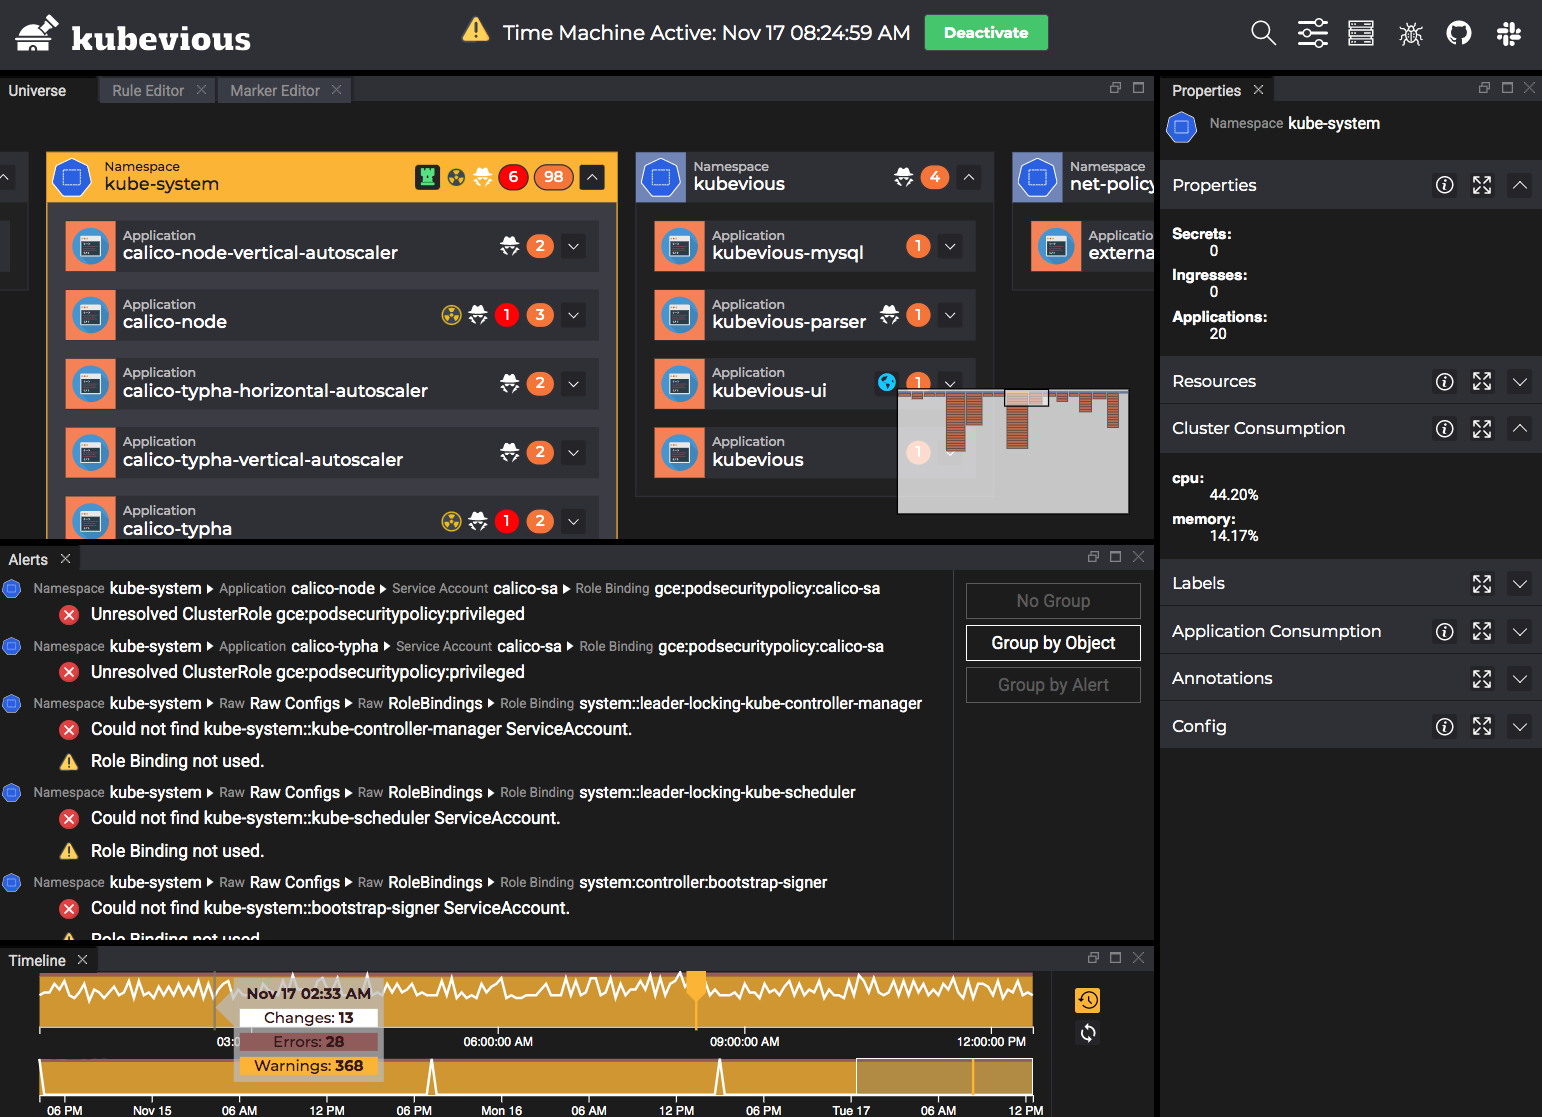 kubevious
Time Machine Active: Nov 17 08:24:59 AM
Deactivate
Universe
Rule Editor
Marker Editor
Namespace
kube-system
6
98
Application
calico-node-vertical-autoscaler
2
Application
calico-node
1
3
Application
calico-typha-horizontal-autoscaler
2
Application
calico-typha-vertical-autoscaler
2
Application
calico-typha
1
2
Namespace
kubevious
4
Application
kubevious-mysql
1
Application
kubevious-parser
1
Application
kubevious-ui
1
Application
kubevious
1
Namespace
net-policy
Applicatio
externa
Properties
Namespace kube-system
Properties
Secrets:
0
Ingresses:
0
Applications:
20
Resources
Cluster Consumption
cpu:
44.20%
memory:
14.17%
Labels
Application Consumption
Annotations
Config
Alerts
Namespace kube-system Application calico-node Service Account calico-sa Role Binding gce:podsecuritypolicy:calico-sa
Unresolved ClusterRole gce:podsecuritypolicy:privileged
Namespace kube-system Application calico-typha Service Account calico-sa Role Binding gce:podsecuritypolicy:calico-sa
Unresolved ClusterRole gce:podsecuritypolicy:privileged
Namespace kube-system Raw Raw Configs Raw RoleBindings Role Binding system::leader-locking-kube-controller-manager
Could not find kube-system::kube-controller-manager ServiceAccount.
Role Binding not used.
Namespace kube-system Raw Raw Configs Raw RoleBindings Role Binding system::leader-locking-kube-scheduler
Could not find kube-system::kube-scheduler ServiceAccount.
Role Binding not used.
Namespace kube-system Raw Raw Configs Raw RoleBindings Role Binding system:controller:bootstrap-signer
Could not find kube-system::bootstrap-signer ServiceAccount.
Role Binding not used
No Group
Group by Object
Group by Alert
Timeline
Nov 17 02:33 AM
Changes: 13
Errors: 28
Warnings: 368
03:0
06:00:00 AM
09:00:00 AM
12:00:00 PM
06 PM
Nov 15
06 AM
12 PM
06 PM
Mon 16
06 AM
12 PM
06 PM
Tue 17
06 AM
12 PM